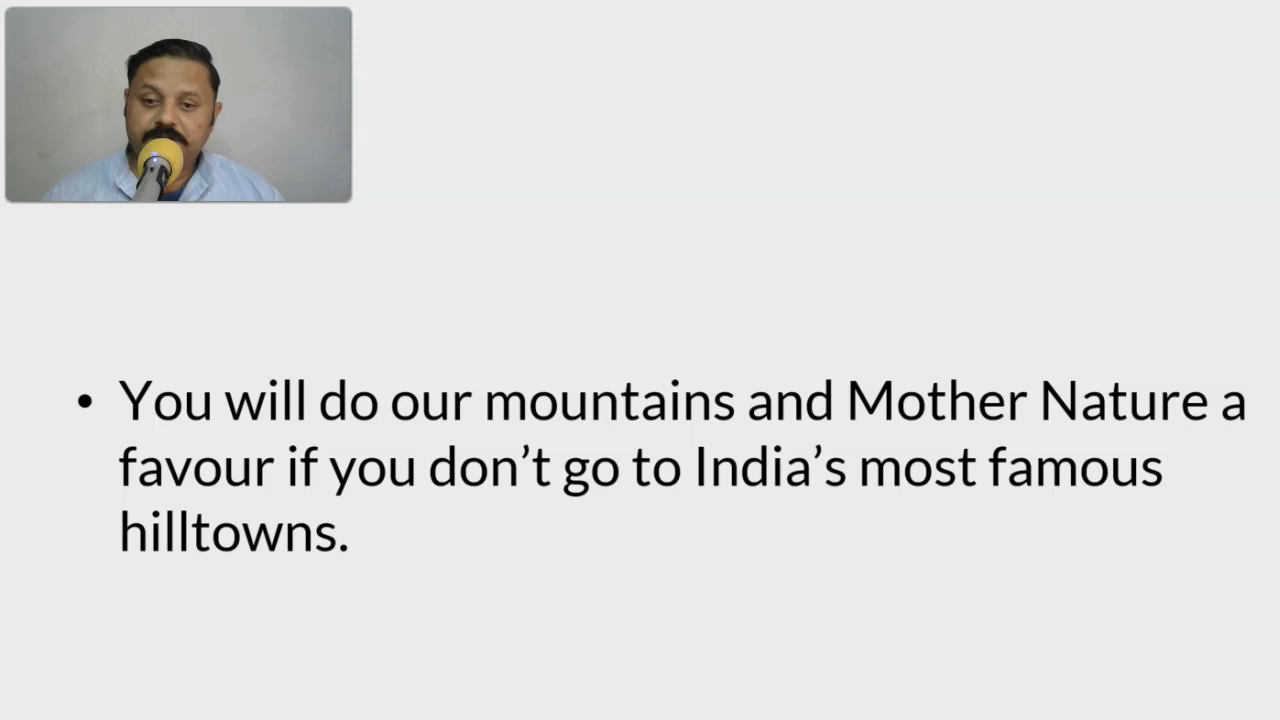 • You will do our mountains and Mother Nature a
favour if you don’t go to India’s most famous
hilltowns.